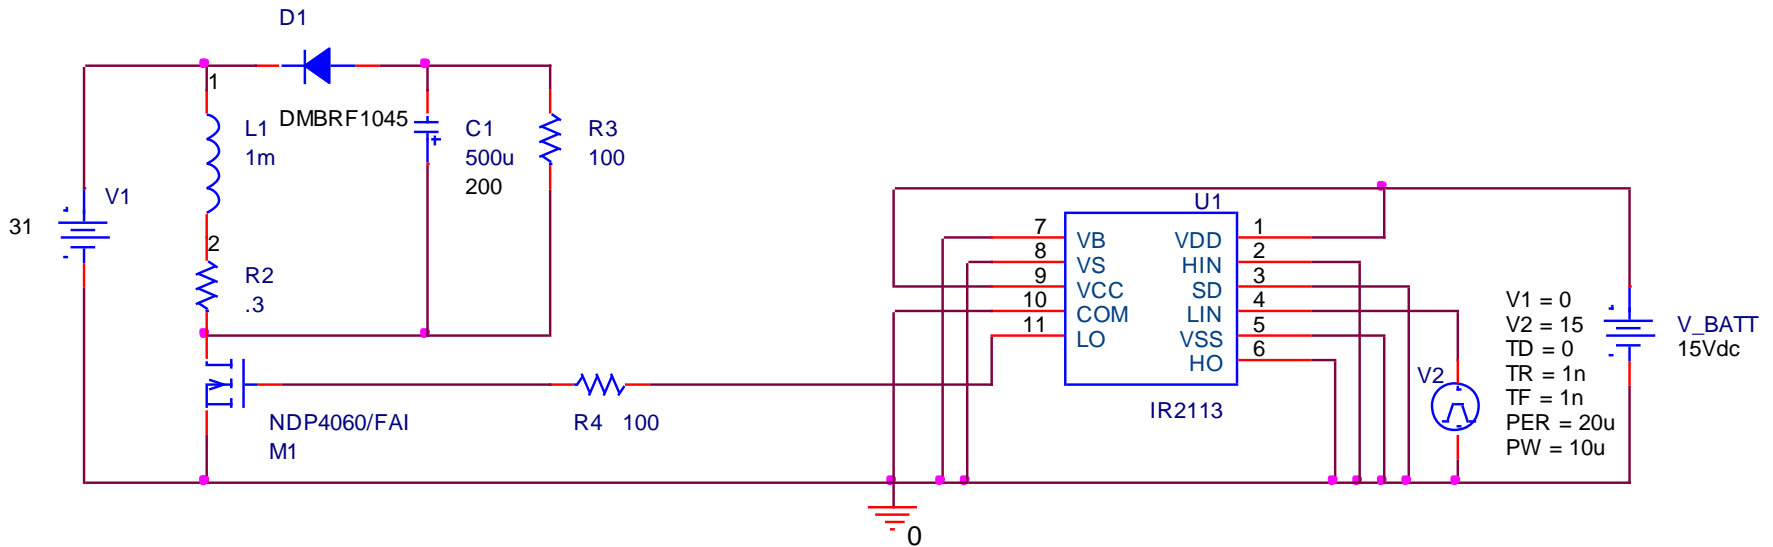 D1
1
DMBRF1045
L1
1m
C1
500u
200
R3
100
V1
31
2
R2
.3
NDP4060/FAI
M1
R4 100
U1
7 VB VDD 1
8 VS HIN 2
9 VCC SD 3
10 COM LIN 4
11 LO VSS 5
HO 6
IR2113
V2
V1 = 0
V2 = 15
TD = 0
TR = 1n
TF = 1n
PER = 20u
PW = 10u
V_BATT
15Vdc
0